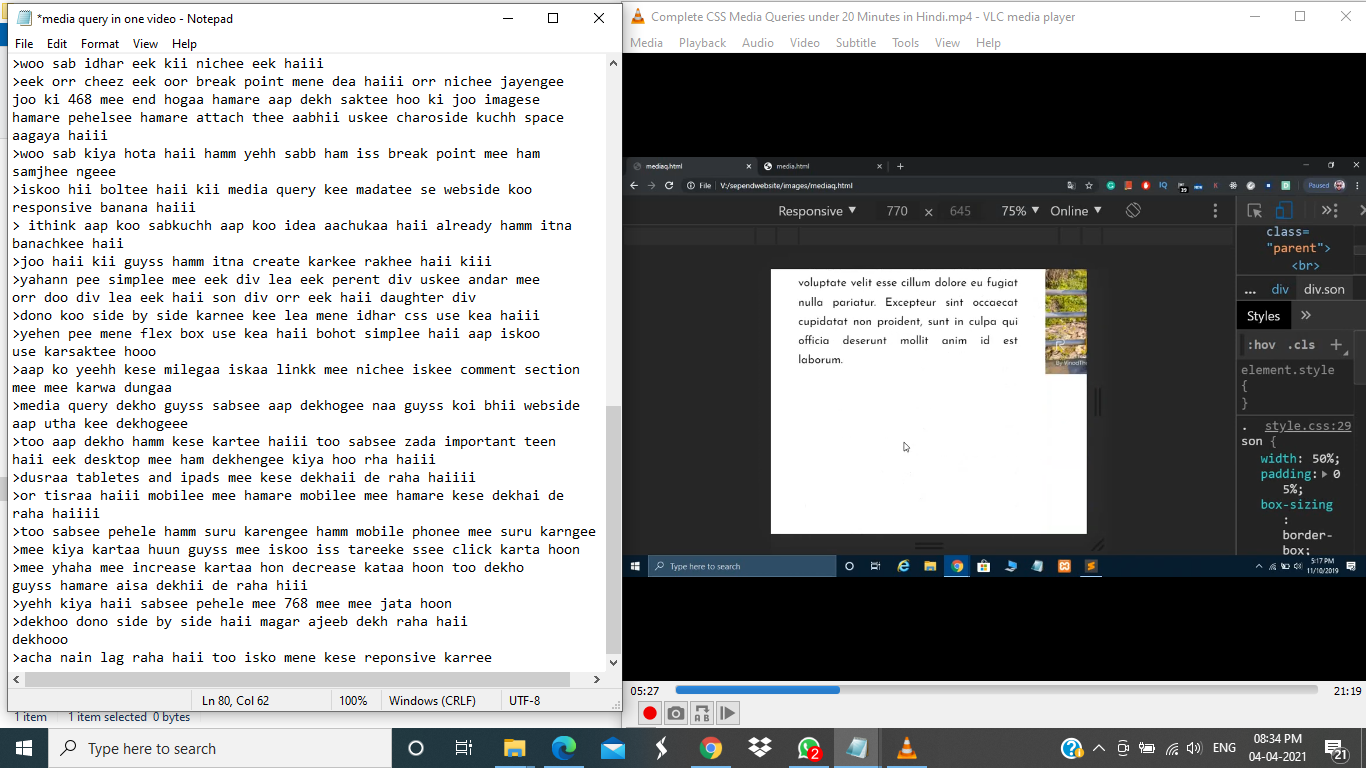 *media query in one video - Notepad
File Edit Format View Help
>woo sab idhar eek kii nichee eek haiii
>eek orr cheez eek oor break point mene dea haiii orr nichee jayengee
joo ki 468 mee end hogaa hamare aap dekh saktee hoo ki joo imagese
hamare pehelsee hamare attach thee aabhii uskee charoside kuchh space
aagaya haiii
>woo sab kiya hota haii hamm yehh sabb ham iss break point mee ham
samjhee ngeee
>iskoo hii boltee haii kii media query kee madatee se webside koo
responsive banana haiii
> ithink aap koo sabkuchh aap koo idea aachukaa haii already hamm itna
banachkee haii
>joo haii kii guyss hamm itna create karkee rakhee haii kiii
>yahann pee simplee mee eek div lea eek perent div uskee andar mee
orr doo div lea eek haii son div orr eek haii daughter div
>dono koo side by side karnee kee lea mene idhar css use kea haiii
>yehen pee mene flex box use kea haii bohot simplee haii aap iskoo
use karsaktee hooo
>aap ko yeehh kese milegaa iskaa linkk mee nichee iskee comment section
mee mee karwa dungaa
>media query dekho guyss sabsee aap dekhogee naa guyss koi bhii webside
aap utha kee dekhogeee
>too aap dekho hamm kese kartee haiii too sabsee zada important teen
haii eek desktop mee ham dekhengee kiya hoo rha haiii
>dusraa tabletes and ipads mee kese dekhaii de raha haiiii
>or tisraa haiii mobilee mee hamare mobilee mee hamare kese dekhai de
raha haiiii
>too sabsee pehele hamm suru karengee hamm mobile phonee mee suru karngee
>mee kiya kartaa huun guyss mee iskoo iss tareeke ssee click karta hoon
>mee yhaha mee increase kartaa hon decrease kataa hoon too dekho
guyss hamare aisa dekhii de raha hiii
>yehh kiya haii sabsee pehele mee 768 mee mee jata hoon
>dekhoo dono side by side haii magar ajeeb dekh raha haii
dekhooo
>acha nain lag raha haii too isko mene kese reponsive karree
Ln 80, Col 62 100% Windows (CRLF) UTF-8
1 item 1 item selected 0 bytes
Complete CSS Media Queries under 20 Minutes in Hindi.mp4 - VLC media player
Media Playback Audio Video Subtitle Tools View Help
mediaq.html media.html
File V:/sependwebsite/images/mediaq.html Paused
Responsive 770 × 645 75% Online
voluptate velit esse cillum dolore eu fugiat
nulla pariatur. Excepteur sint occaecat
cupidatat non proident, sunt in culpa qui
officia deserunt mollit anim id est
laborum.
class=
"parent">
<br>
... div div.son
Styles
:hov .cls +
element.style
{
}
. style.css:29
son {
width: 50%;
padding: 0
5%;
box-sizing
:
border-
box;
Type here to search
5:17 PM
11/10/2019
05:27 21:19
Type here to search
2
ENG
08:34 PM
04-04-2021
21